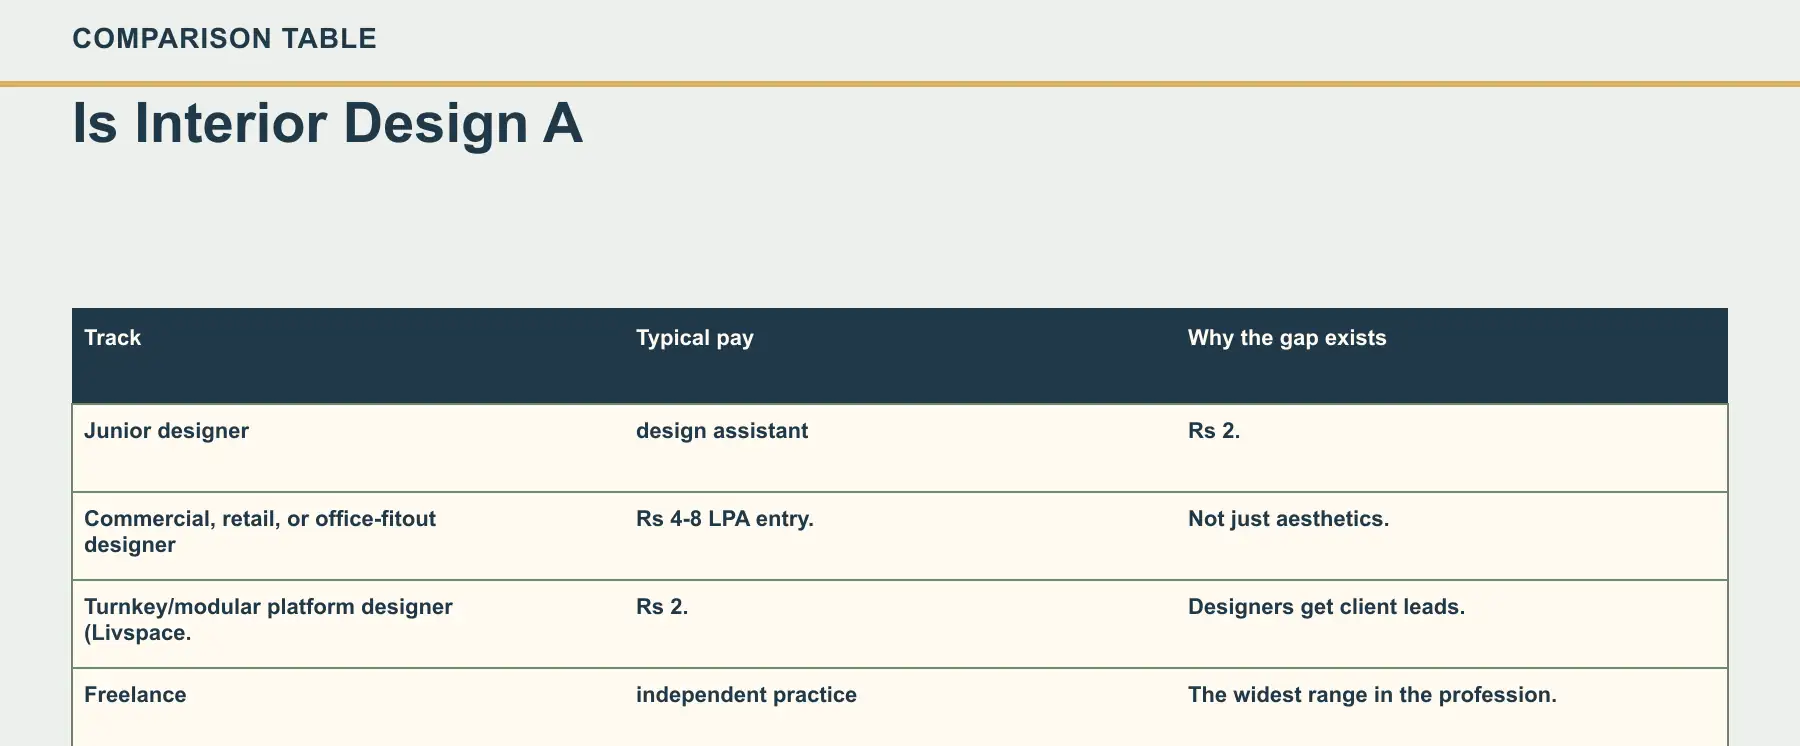 COMPARISON TABLE
Is Interior Design A
Track Typical pay Why the gap exists
Junior designer design assistant Rs 2.
Commercial, retail, or office-fitout Rs 4-8 LPA entry. Not just aesthetics.
designer
Turnkey/modular platform designer Rs 2. Designers get client leads.
(Livspace.
Freelance independent practice The widest range in the profession.